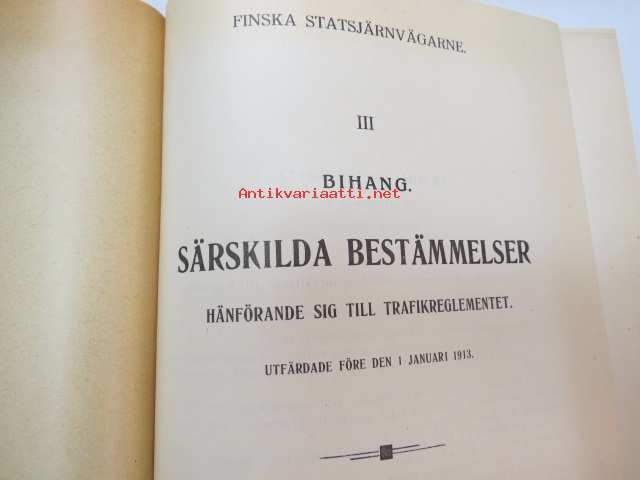 FINSKA STATSJÄRNVÄGARNE.
III
BIHANG.
Antikvariaatti.net
SÄRSKILDA BESTÄMMELSER
HÄNFÖRANDE SIG TILL TRAFIKREGLEMENTET.
UTFÄRDADE FÖRE DEN 1 JANUARI 1913.